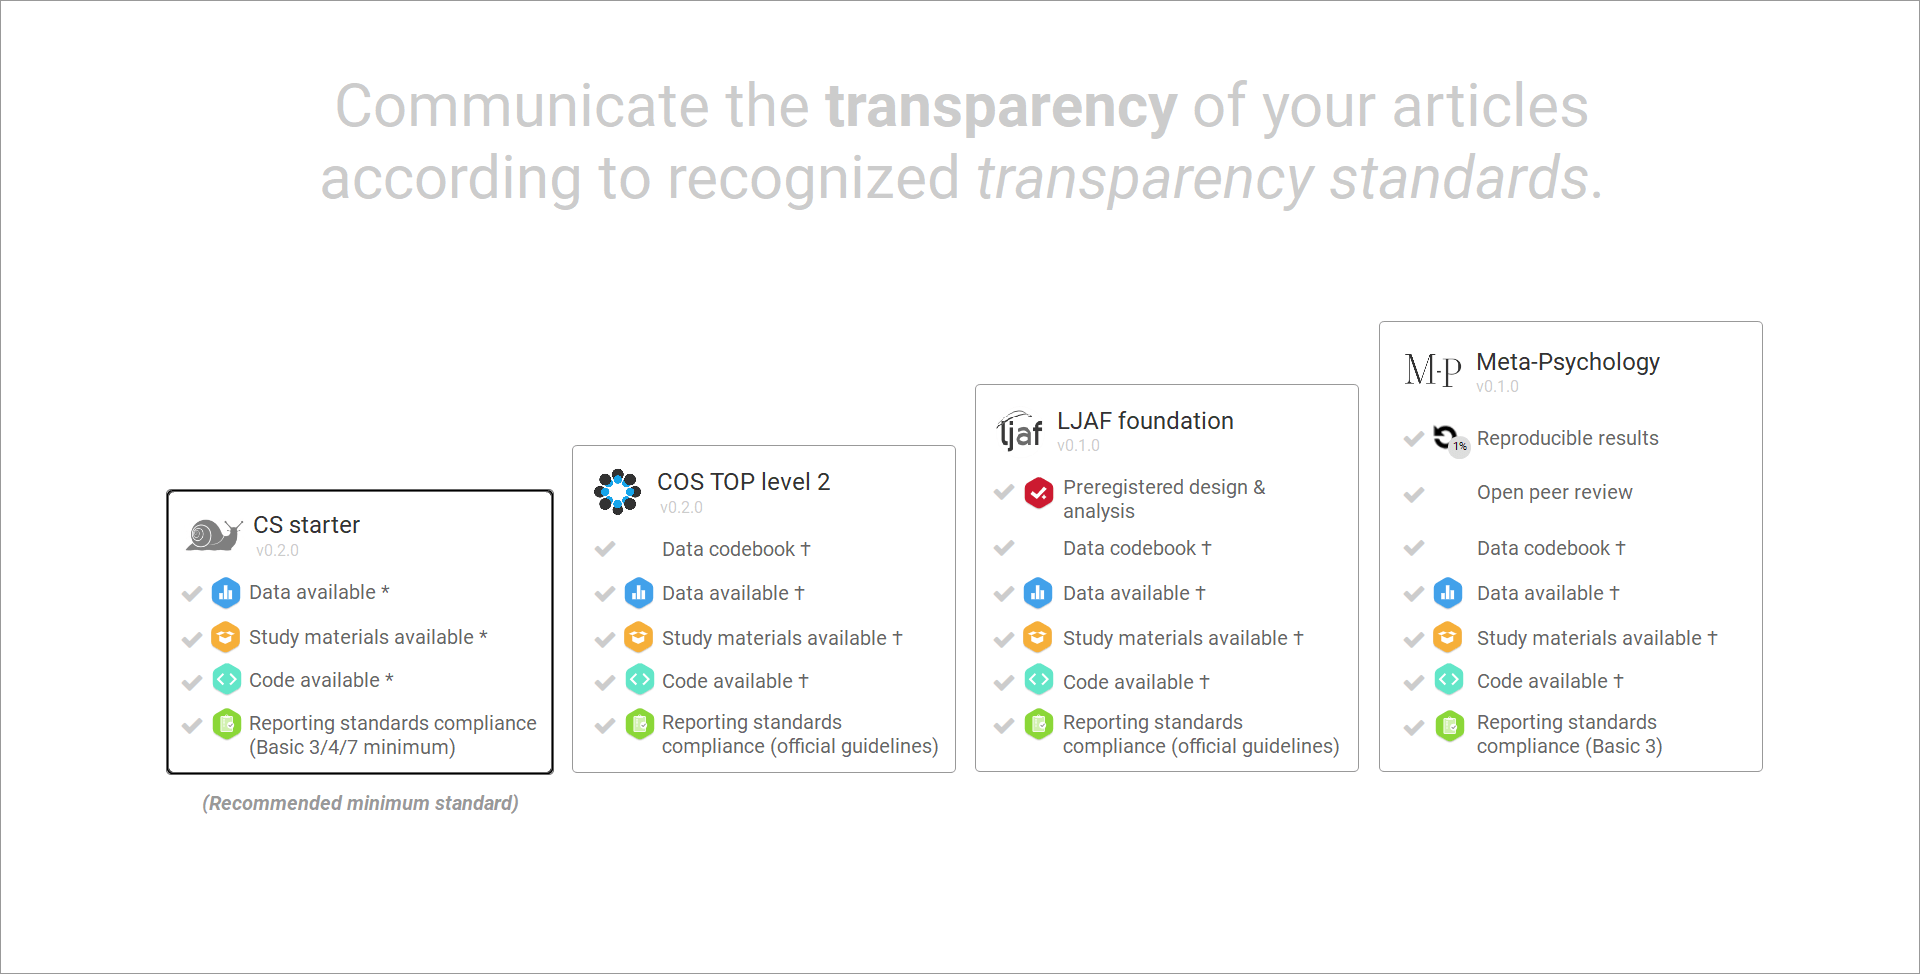 Communicate the transparency of your articles
according to recognized transparency standards.
CS starter
v0.2.0
Data available *
Study materials available *
Code available *
Reporting standards compliance
(Basic 3/4/7 minimum)
(Recommended minimum standard)
COS TOP level 2
v0.2.0
Data codebook †
Data available †
Study materials available †
Code available †
Reporting standards
compliance (official guidelines)
ljaf
LJAF foundation
v0.1.0
Preregistered design &
analysis
Data codebook †
Data available †
Study materials available †
Code available †
Reporting standards
compliance (official guidelines)
M-P
Meta-Psychology
v0.1.0
1%
Reproducible results
Open peer review
Data codebook †
Data available †
Study materials available †
Code available †
Reporting standards
compliance (Basic 3)